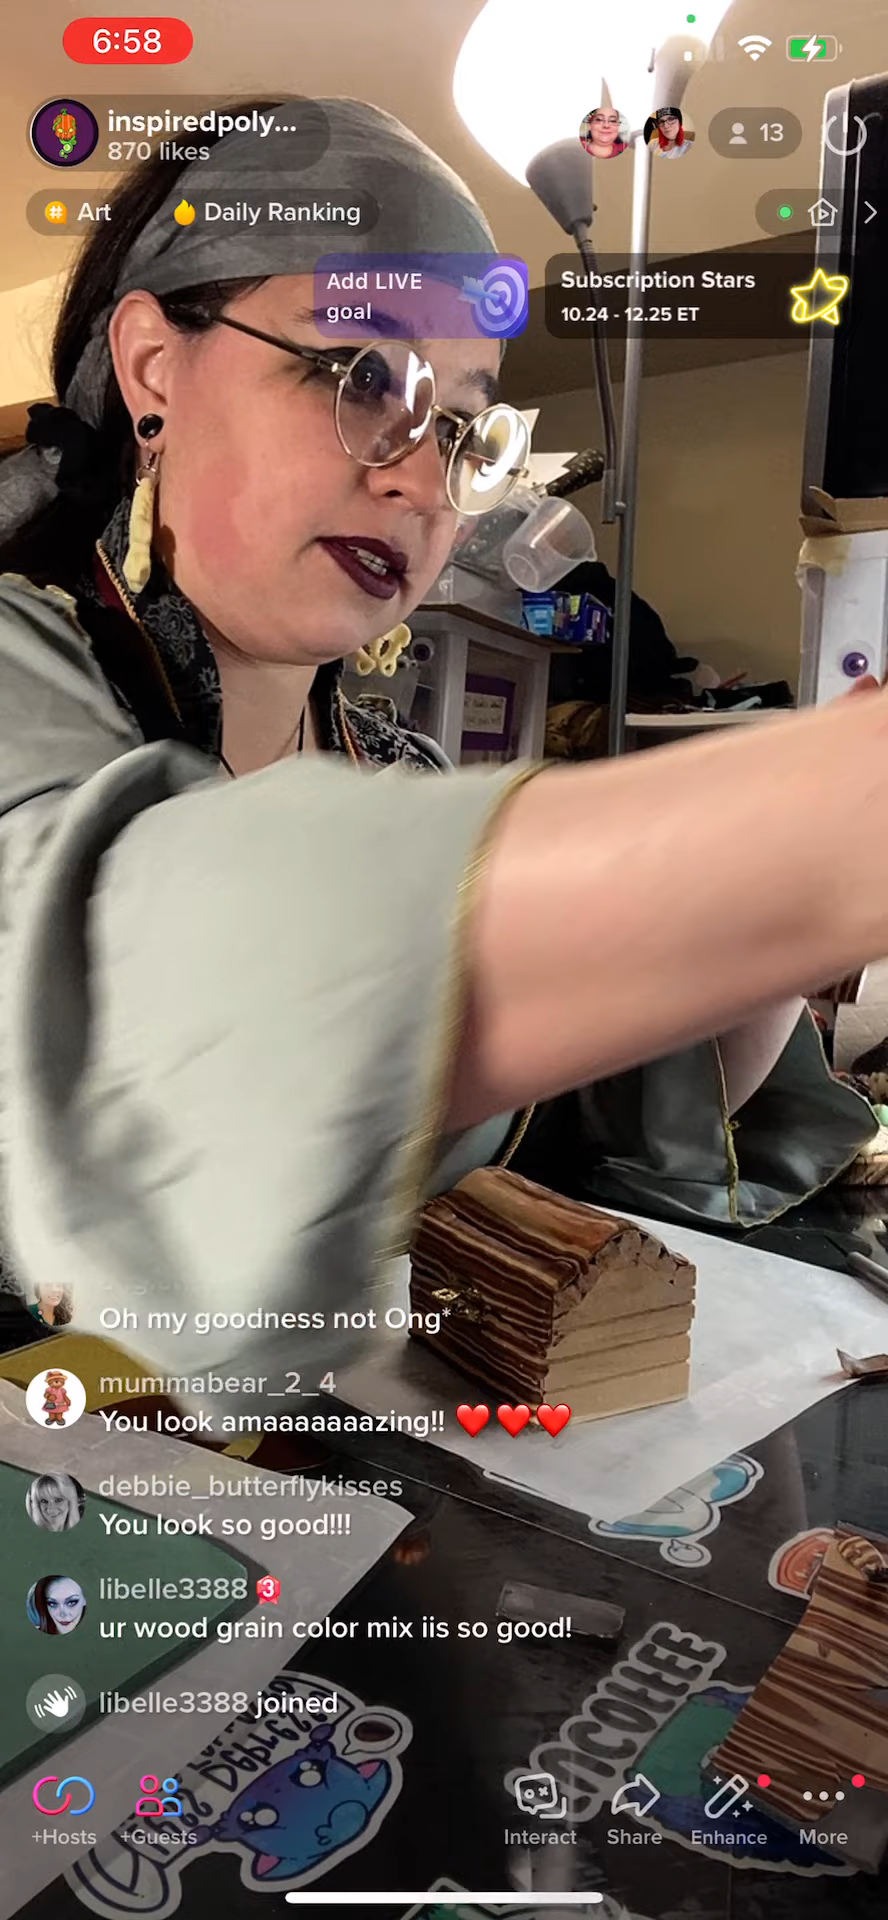 6:58
inspiredpoly...
870 likes
13
Art
Daily Ranking
Add LIVE
goal
Subscription Stars
10.24 - 12.25 ET
Oh my goodness not Ong*
mummabear_2_4
You look amaaaaaaazing!! ❤️❤️❤️
debbie_butterflykisses
You look so good!!!
libelle3388 3
ur wood grain color mix iis so good!
libelle3388 joined
+Hosts
+Guests
Interact
Share
Enhance
More